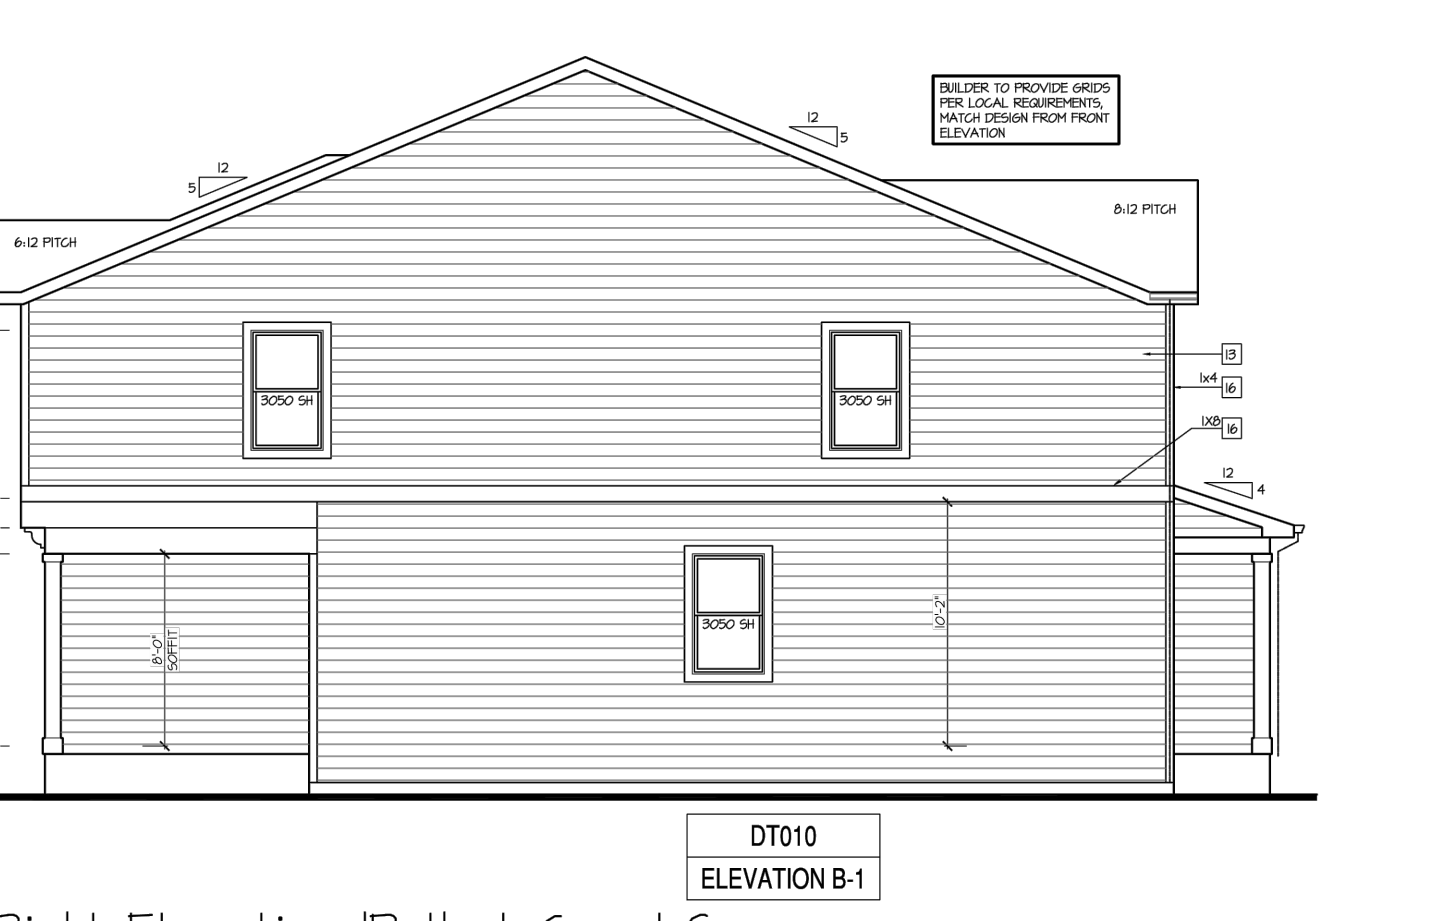 BUILDER TO PROVIDE GRIDS
PER LOCAL REQUIREMENTS,
MATCH DESIGN FROM FRONT
ELEVATION
12
5
12
5
8:12 PITCH
6:12 PITCH
13
1x4 16
3050 SH
3050 SH
1X8 16
12
4
10'-2"
3050 SH
8'-0"
SOFFIT
DT010
ELEVATION B-1